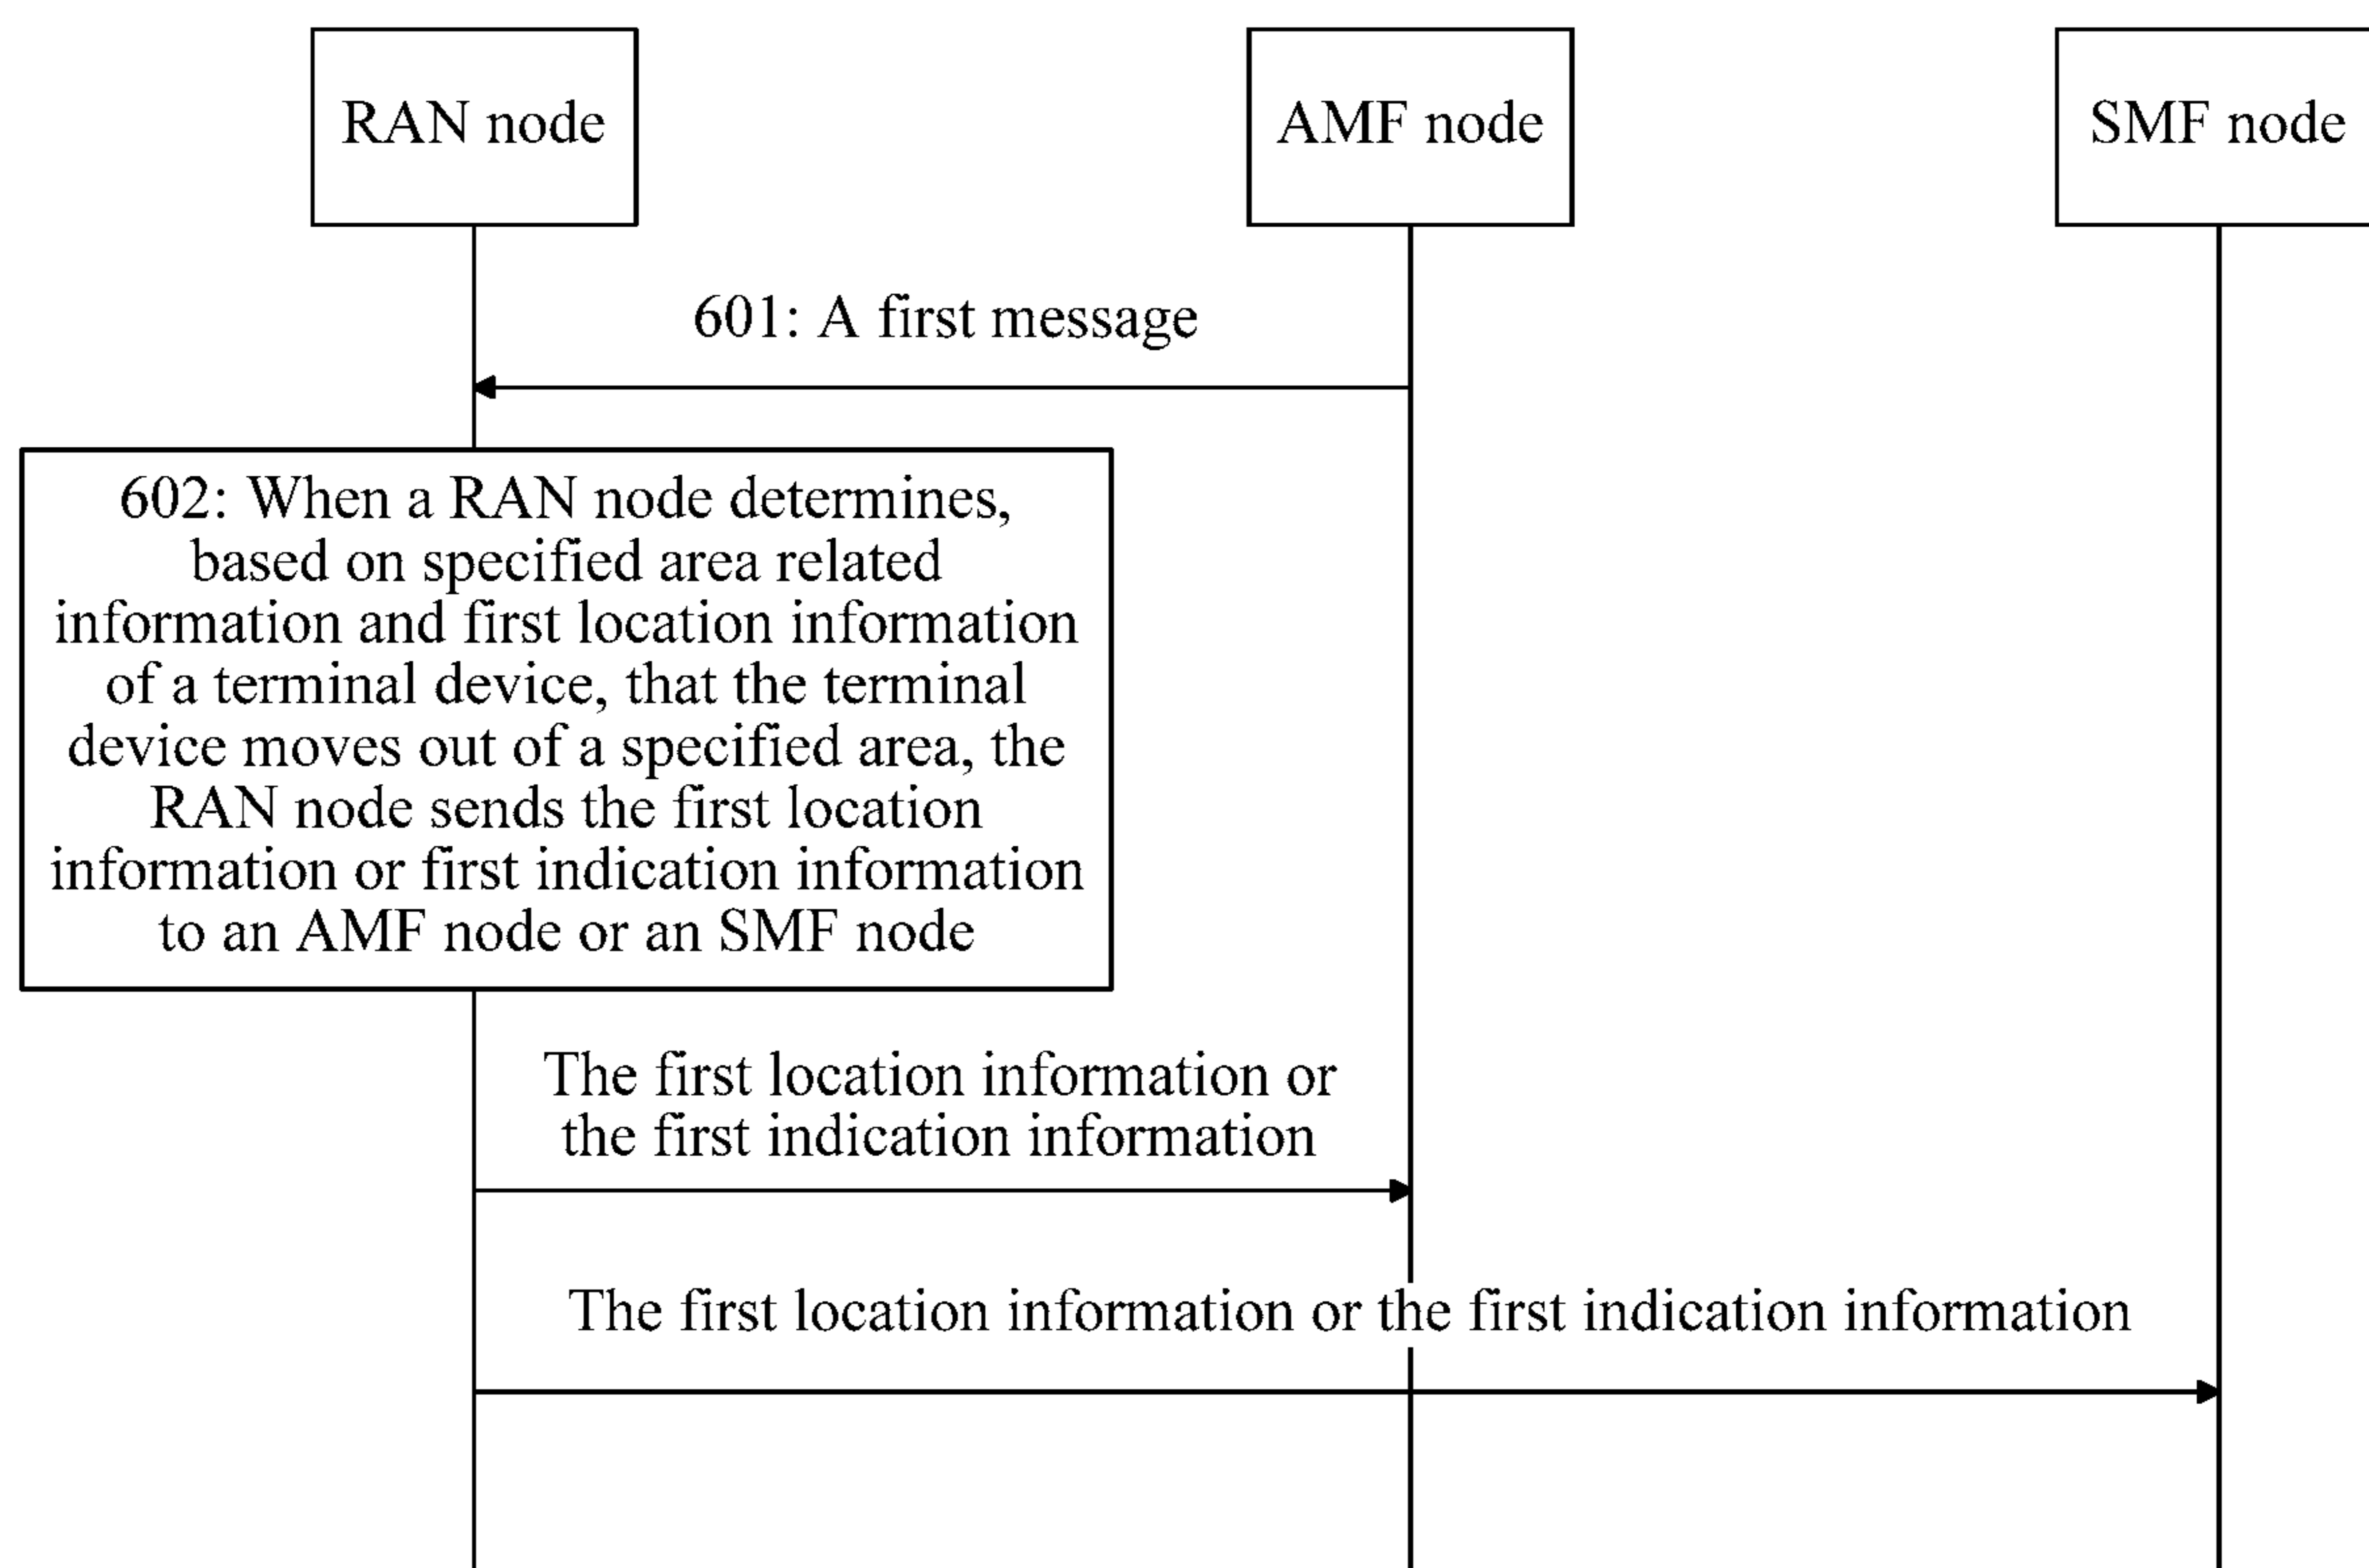 RAN node
AMF node
SMF node
601: A first message
602: When a RAN node determines,
based on specified area related
information and first location information
of a terminal device, that the terminal
device moves out of a specified area, the
RAN node sends the first location
information or first indication information
to an AMF node or an SMF node
The first location information or
the first indication information
The first location information or the first indication information